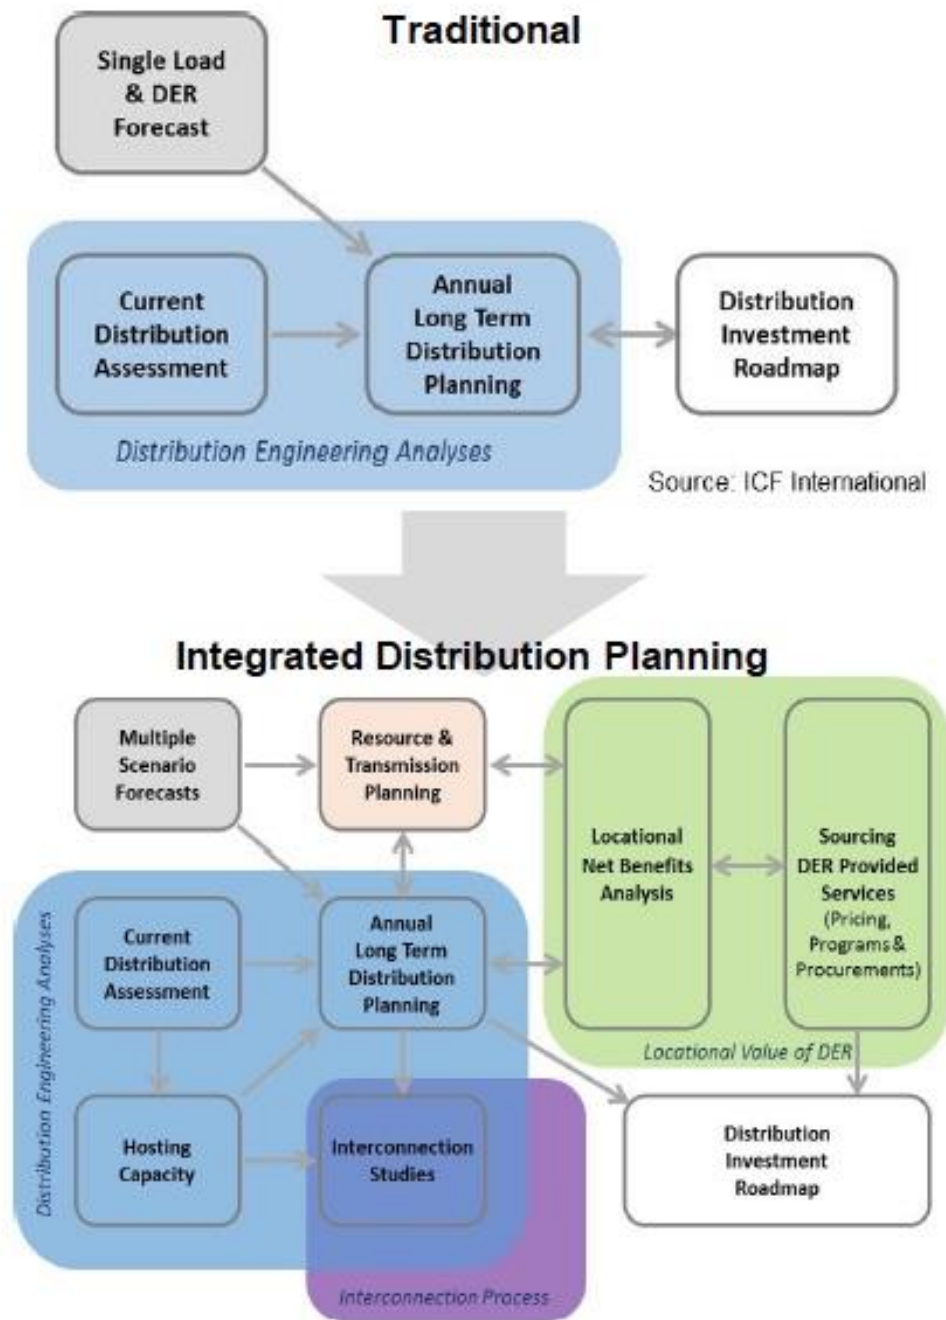 Traditional
Single Load
& DER
Forecast
Current
Distribution
Assessment
Annual
Long Term
Distribution
Planning
Distribution
Investment
Roadmap
Distribution Engineering Analyses
Source: ICF International
Integrated Distribution Planning
Multiple
Scenario
Forecasts
Resource &
Transmission
Planning
Locational
Net Benefits
Analysis
Sourcing
DER Provided
Services
(Pricing,
Programs &
Procurements)
Locational Value of DER
Distribution Engineering Analyses
Current
Distribution
Assessment
Annual
Long Term
Distribution
Planning
Hosting
Capacity
Interconnection
Studies
Distribution
Investment
Roadmap
Interconnection Process